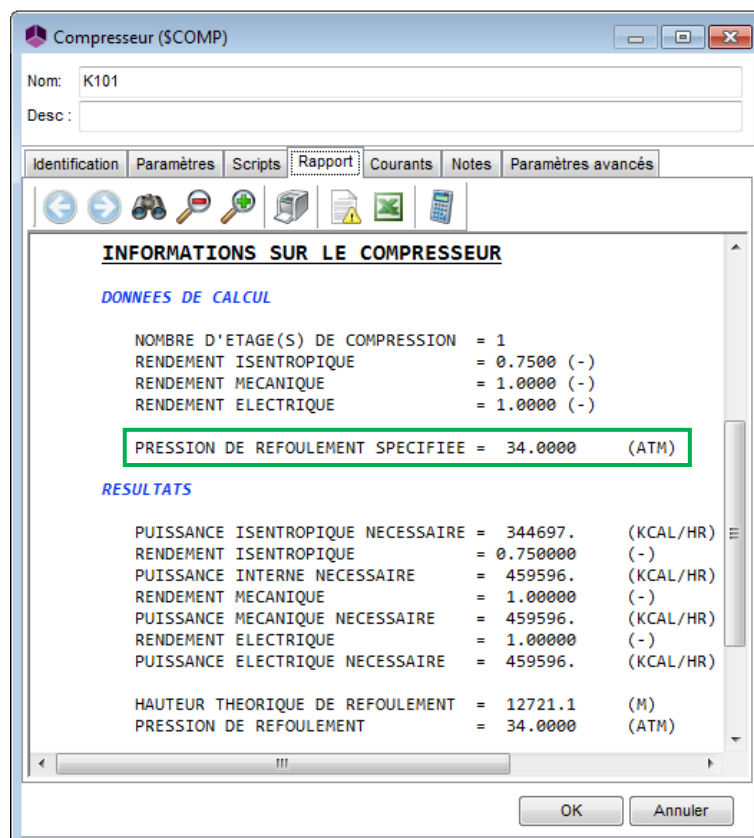 Compresseur ($COMP)
Nom: K101
Desc :
Identification Paramètres Scripts Rapport Courants Notes Paramètres avancés
INFORMATIONS SUR LE COMPRESSEUR
DONNEES DE CALCUL
NOMBRE D'ETAGE(S) DE COMPRESSION = 1
RENDEMENT ISENTROPIQUE = 0.7500 (-)
RENDEMENT MECANIQUE = 1.0000 (-)
RENDEMENT ELECTRIQUE = 1.0000 (-)
PRESSION DE REFOULEMENT SPECIFIEE = 34.0000 (ATM)
RESULTATS
PUISSANCE ISENTROPIQUE NECESSAIRE = 344697. (KCAL/HR)
RENDEMENT ISENTROPIQUE = 0.750000 (-)
PUISSANCE INTERNE NECESSAIRE = 459596. (KCAL/HR)
RENDEMENT MECANIQUE = 1.00000 (-)
PUISSANCE MECANIQUE NECESSAIRE = 459596. (KCAL/HR)
RENDEMENT ELECTRIQUE = 1.00000 (-)
PUISSANCE ELECTRIQUE NECESSAIRE = 459596. (KCAL/HR)
HAUTEUR THEORIQUE DE REFOULEMENT = 12721.1 (M)
PRESSION DE REFOULEMENT = 34.0000 (ATM)
OK Annuler